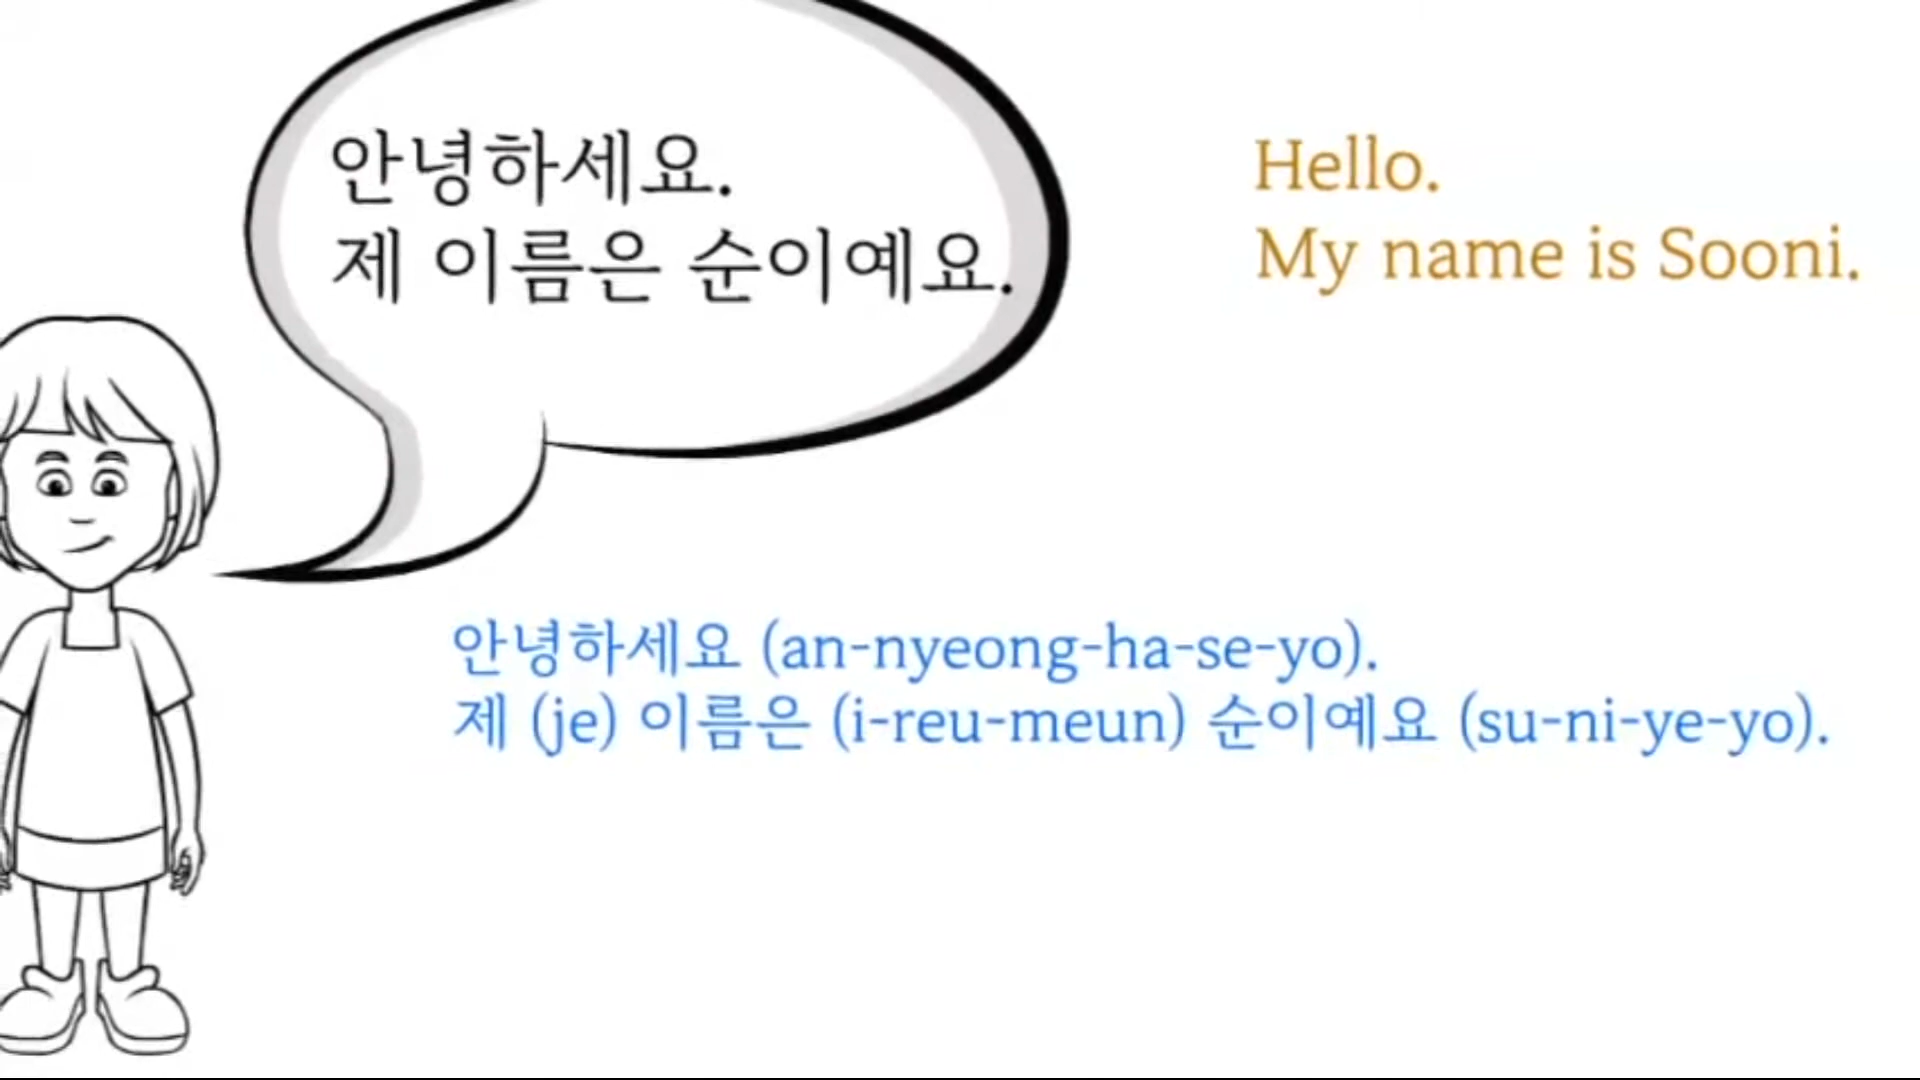 안녕하세요.
제 이름은 순이예요.
Hello.
My name is Sooni.
안녕하세요 (an-nyeong-ha-se-yo).
제 (je) 이름은 (i-reu-meun) 순이예요 (su-ni-ye-yo).